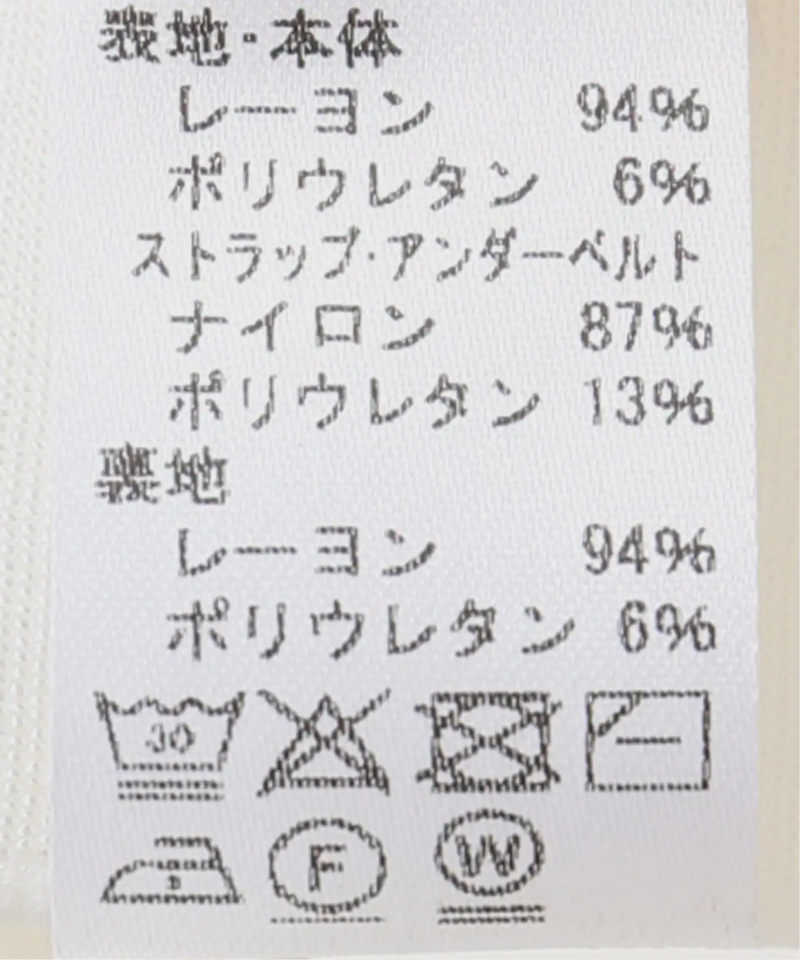 表地・本体
レーヨン 94%
ポリウレタン 6%
ストラップ・アンダーベルト
ナイロン 87%
ポリウレタン 13%
裏地
レーヨン 94%
ポリウレタン 6%
30
F W